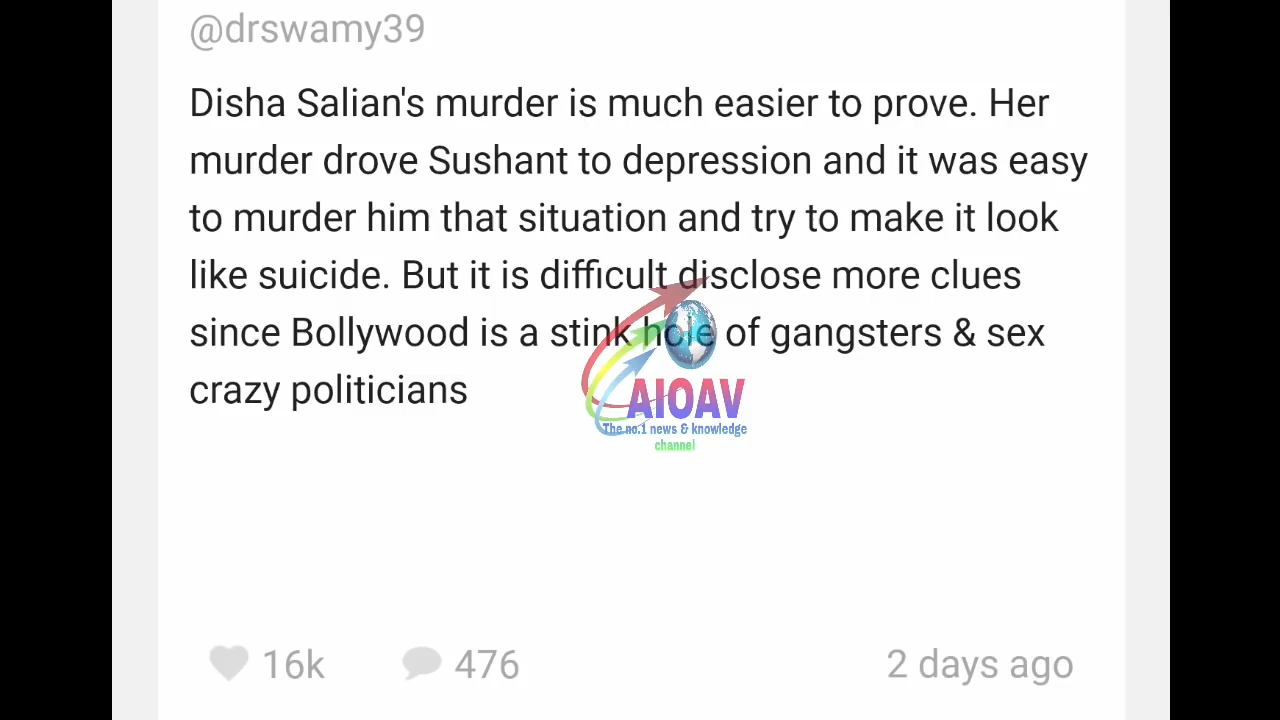 @drswamy39
Disha Salian's murder is much easier to prove. Her
murder drove Sushant to depression and it was easy
to murder him that situation and try to make it look
like suicide. But it is difficult disclose more clues
since Bollywood is a stink hole of gangsters & sex
crazy politicians
AIOAV
The no.1 news & knowledge
channel
16k 476 2 days ago